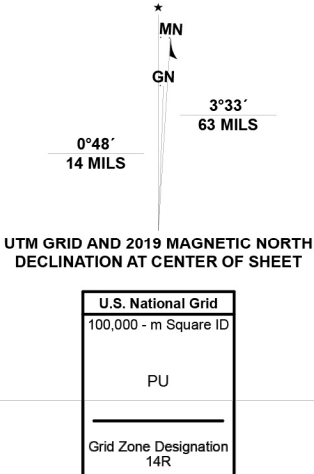 ★
MN
GN
3°33´
63 MILS
0°48´
14 MILS
UTM GRID AND 2019 MAGNETIC NORTH
DECLINATION AT CENTER OF SHEET
U.S. National Grid
100,000 - m Square ID
PU
Grid Zone Designation
14R